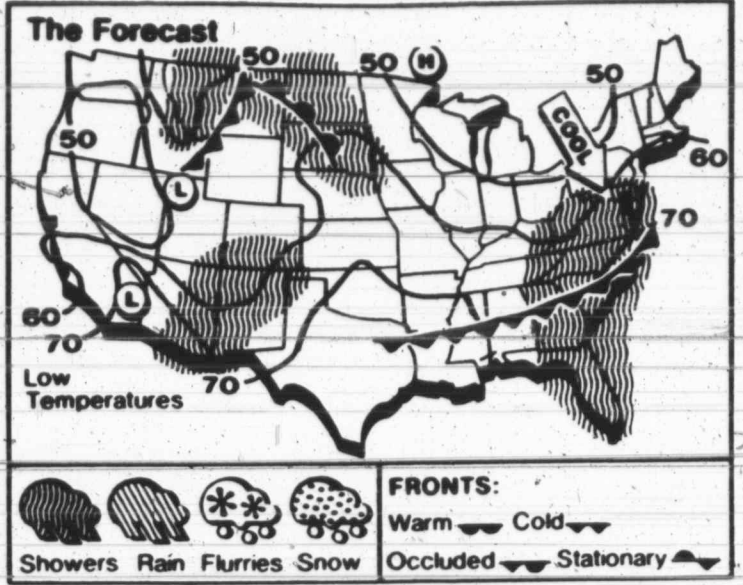 The Forecast
50
50
H
50
COOL
50
60
L
70
L
60
70
70
Low
Temperatures
Showers Rain Flurries Snow
FRONTS:
Warm Cold
Occluded Stationary